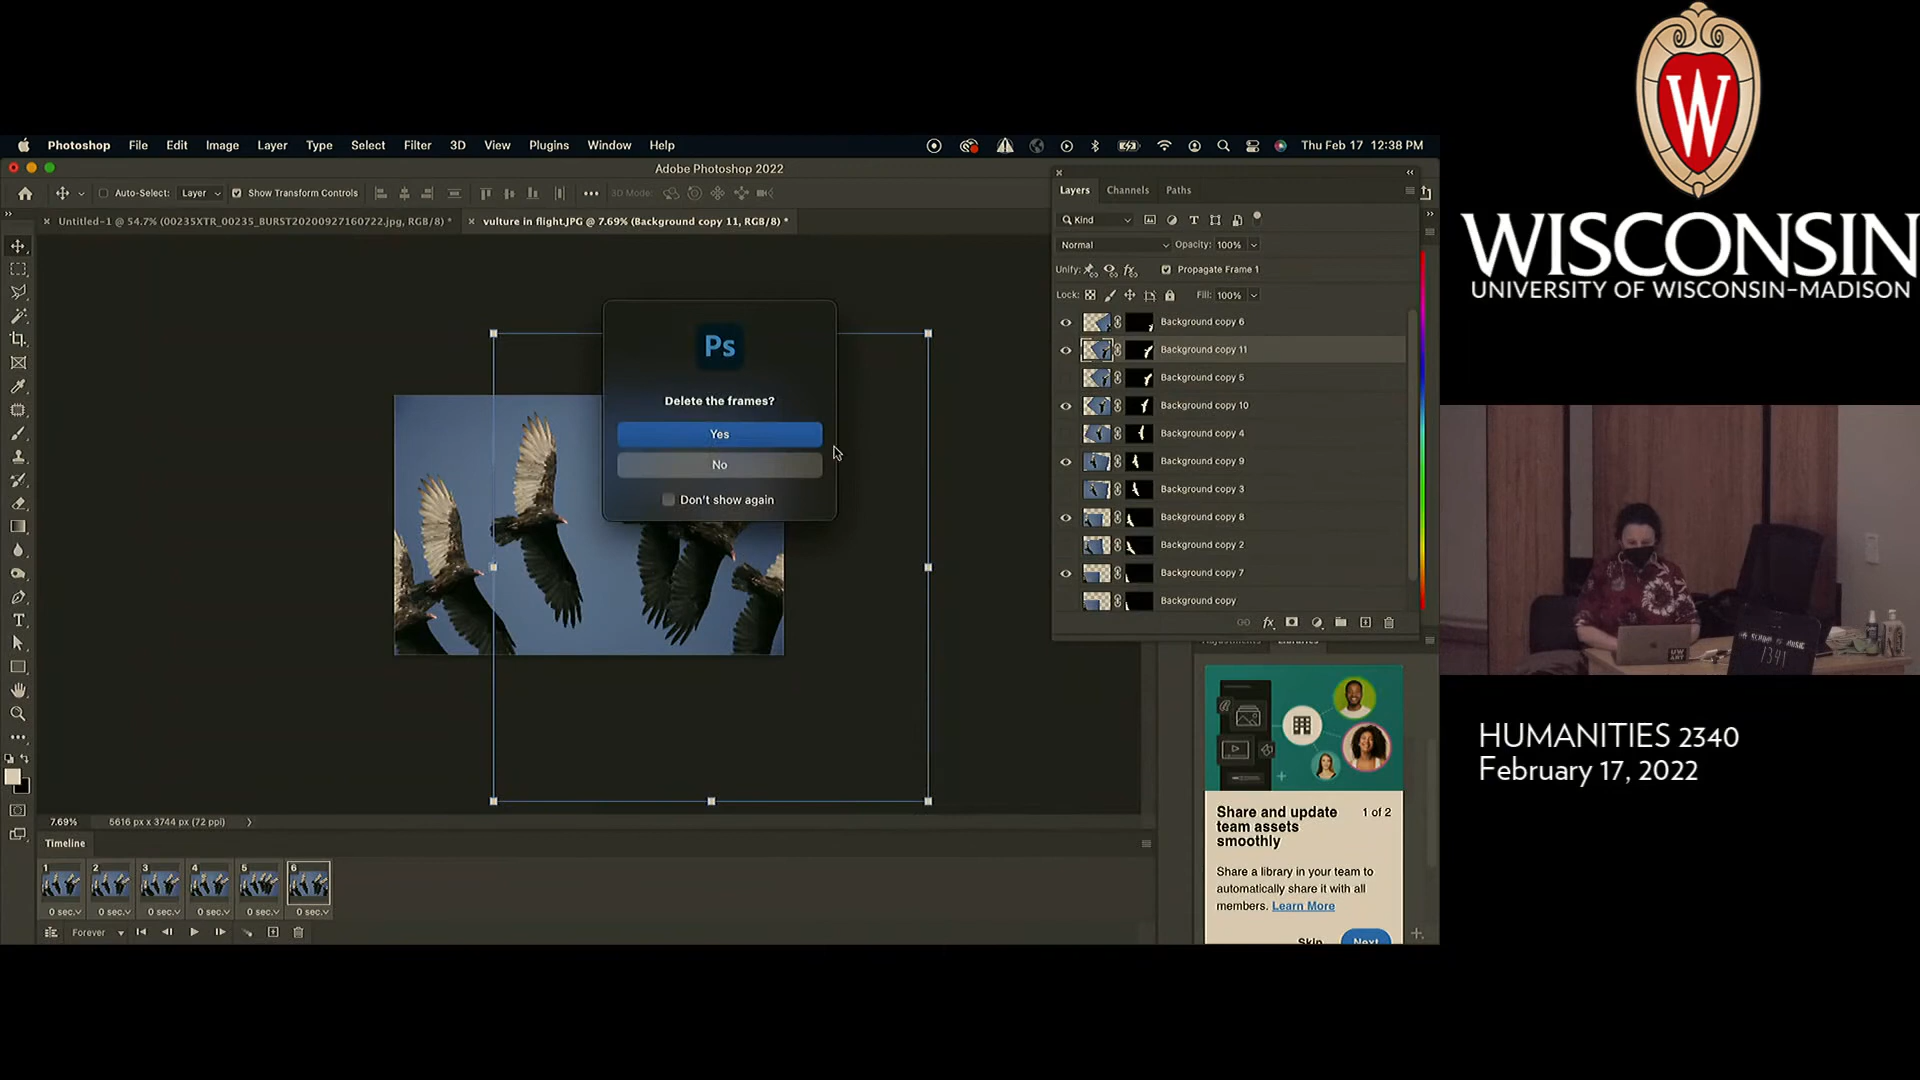 Photoshop File Edit Image Layer Type Select Filter 3D View Plugins Window Help Thu Feb 17 12:38 PM
Adobe Photoshop 2022
Auto-Select: Layer Show Transform Controls 3D Mode:
Untitled-1 @ 54.7% (00235XTR_00235_BURST20200927160722.jpg, RGB/8) *
vulture in flight.JPG @ 7.69% (Background copy 11, RGB/8) *
Layers Channels Paths
Kind
Normal Opacity: 100%
Unify: Propagate Frame 1
Lock: Fill: 100%
Background copy 6
Background copy 11
Background copy 5
Background copy 10
Background copy 4
Background copy 9
Background copy 3
Background copy 8
Background copy 2
Background copy 7
Background copy
Ps
Delete the frames?
Yes
No
Don't show again
7.69% 5616 px x 3744 px (72 ppi)
Timeline
1 2 3 4 5 6
0 sec. 0 sec. 0 sec. 0 sec. 0 sec. 0 sec.
Forever
Adjustments Libraries
Share and update
team assets
smoothly
1 of 2
Share a library in your team to
automatically share it with all
members. Learn More
Skip Next
W
WISCONSIN
UNIVERSITY OF WISCONSIN–MADISON
UW
ART
1341
HUMANITIES 2340
February 17, 2022